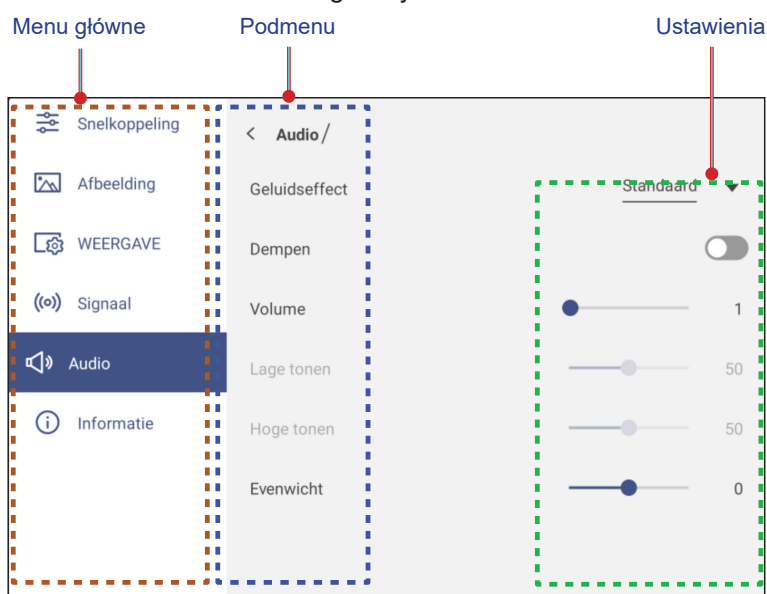 Menu główne Podmenu Ustawienia
Snelkoppeling
Afbeelding
WEERGAVE
Signaal
Audio
Informatie
< Audio/
Geluidseffect Standaard
Dempen
Volume 1
Lage tonen 50
Hoge tonen 50
Evenwicht 0